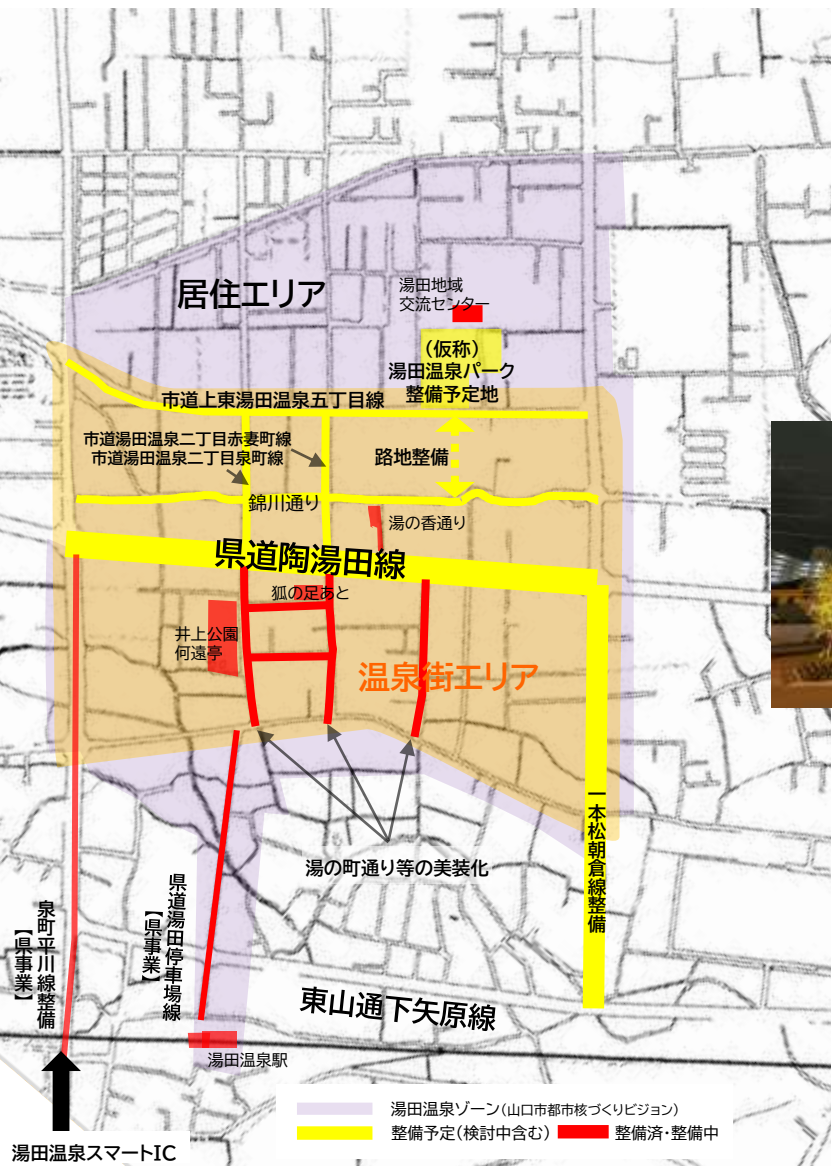 居住エリア
湯田地域
交流センター
(仮称)
湯田温泉パーク
整備予定地
市道上東湯田温泉五丁目線
市道湯田温泉二丁目赤妻町線
市道湯田温泉二丁目泉町線
路地整備
錦川通り
湯の香通り
県道陶湯田線
狐の足あと
井上公園
何遠亭
温泉街エリア
一本松朝倉線整備
湯の町通り等の美装化
県道湯田停車場線
【県事業】
泉町平川線整備
【県事業】
東山通下矢原線
湯田温泉駅
湯田温泉スマートIC
湯田温泉ゾーン(山口市都市核づくりビジョン)
整備予定(検討中含む)
整備済・整備中